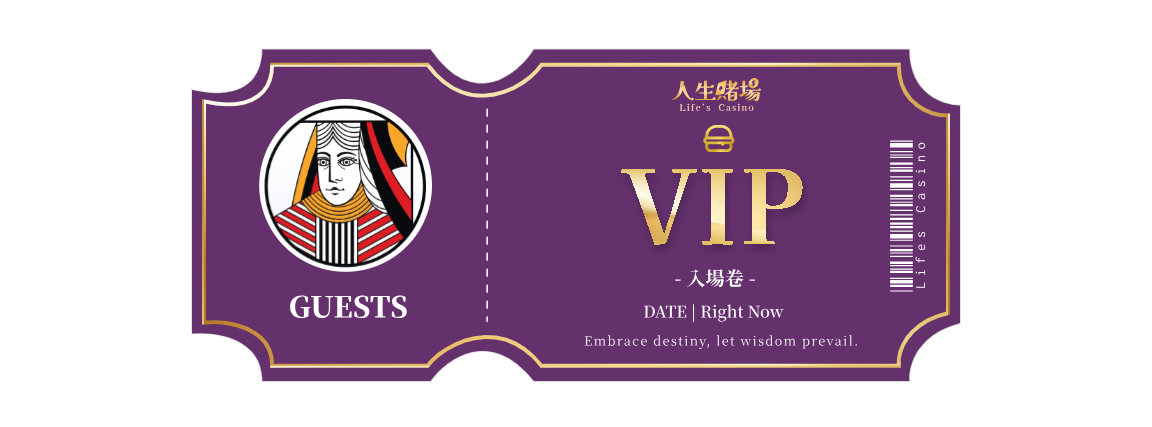 GUESTS
人生賭場
Life's Casino
VIP
- 入場卷 -
DATE | Right Now
Embrace destiny, let wisdom prevail.
Lifes Casino